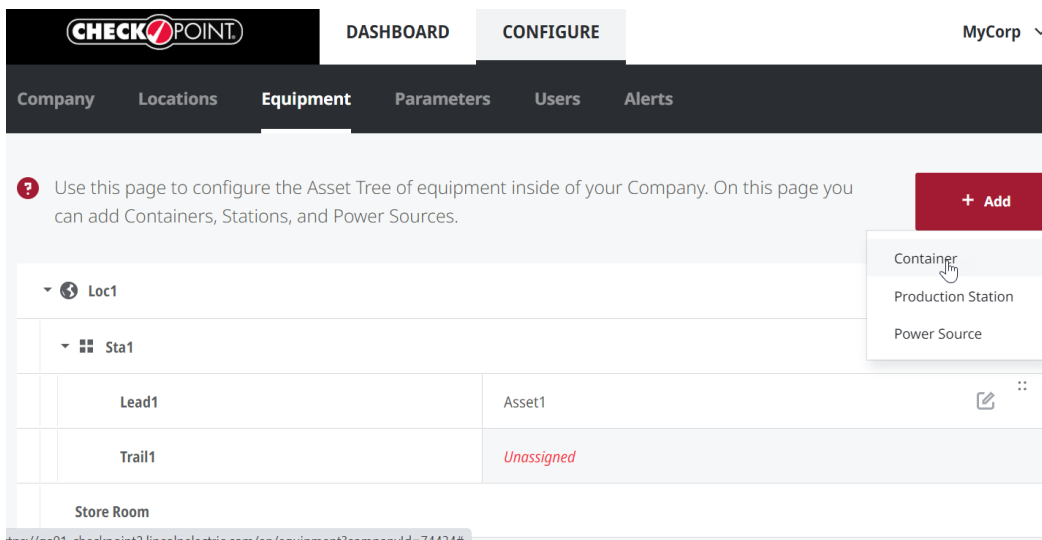 CHECK POINT.
DASHBOARD
CONFIGURE
MyCorp
Company
Locations
Equipment
Parameters
Users
Alerts
? Use this page to configure the Asset Tree of equipment inside of your Company. On this page you
can add Containers, Stations, and Power Sources.
+ Add
Container
Production Station
Power Source
Loc1
Sta1
Lead1
Asset1
Trail1
Unassigned
Store Room